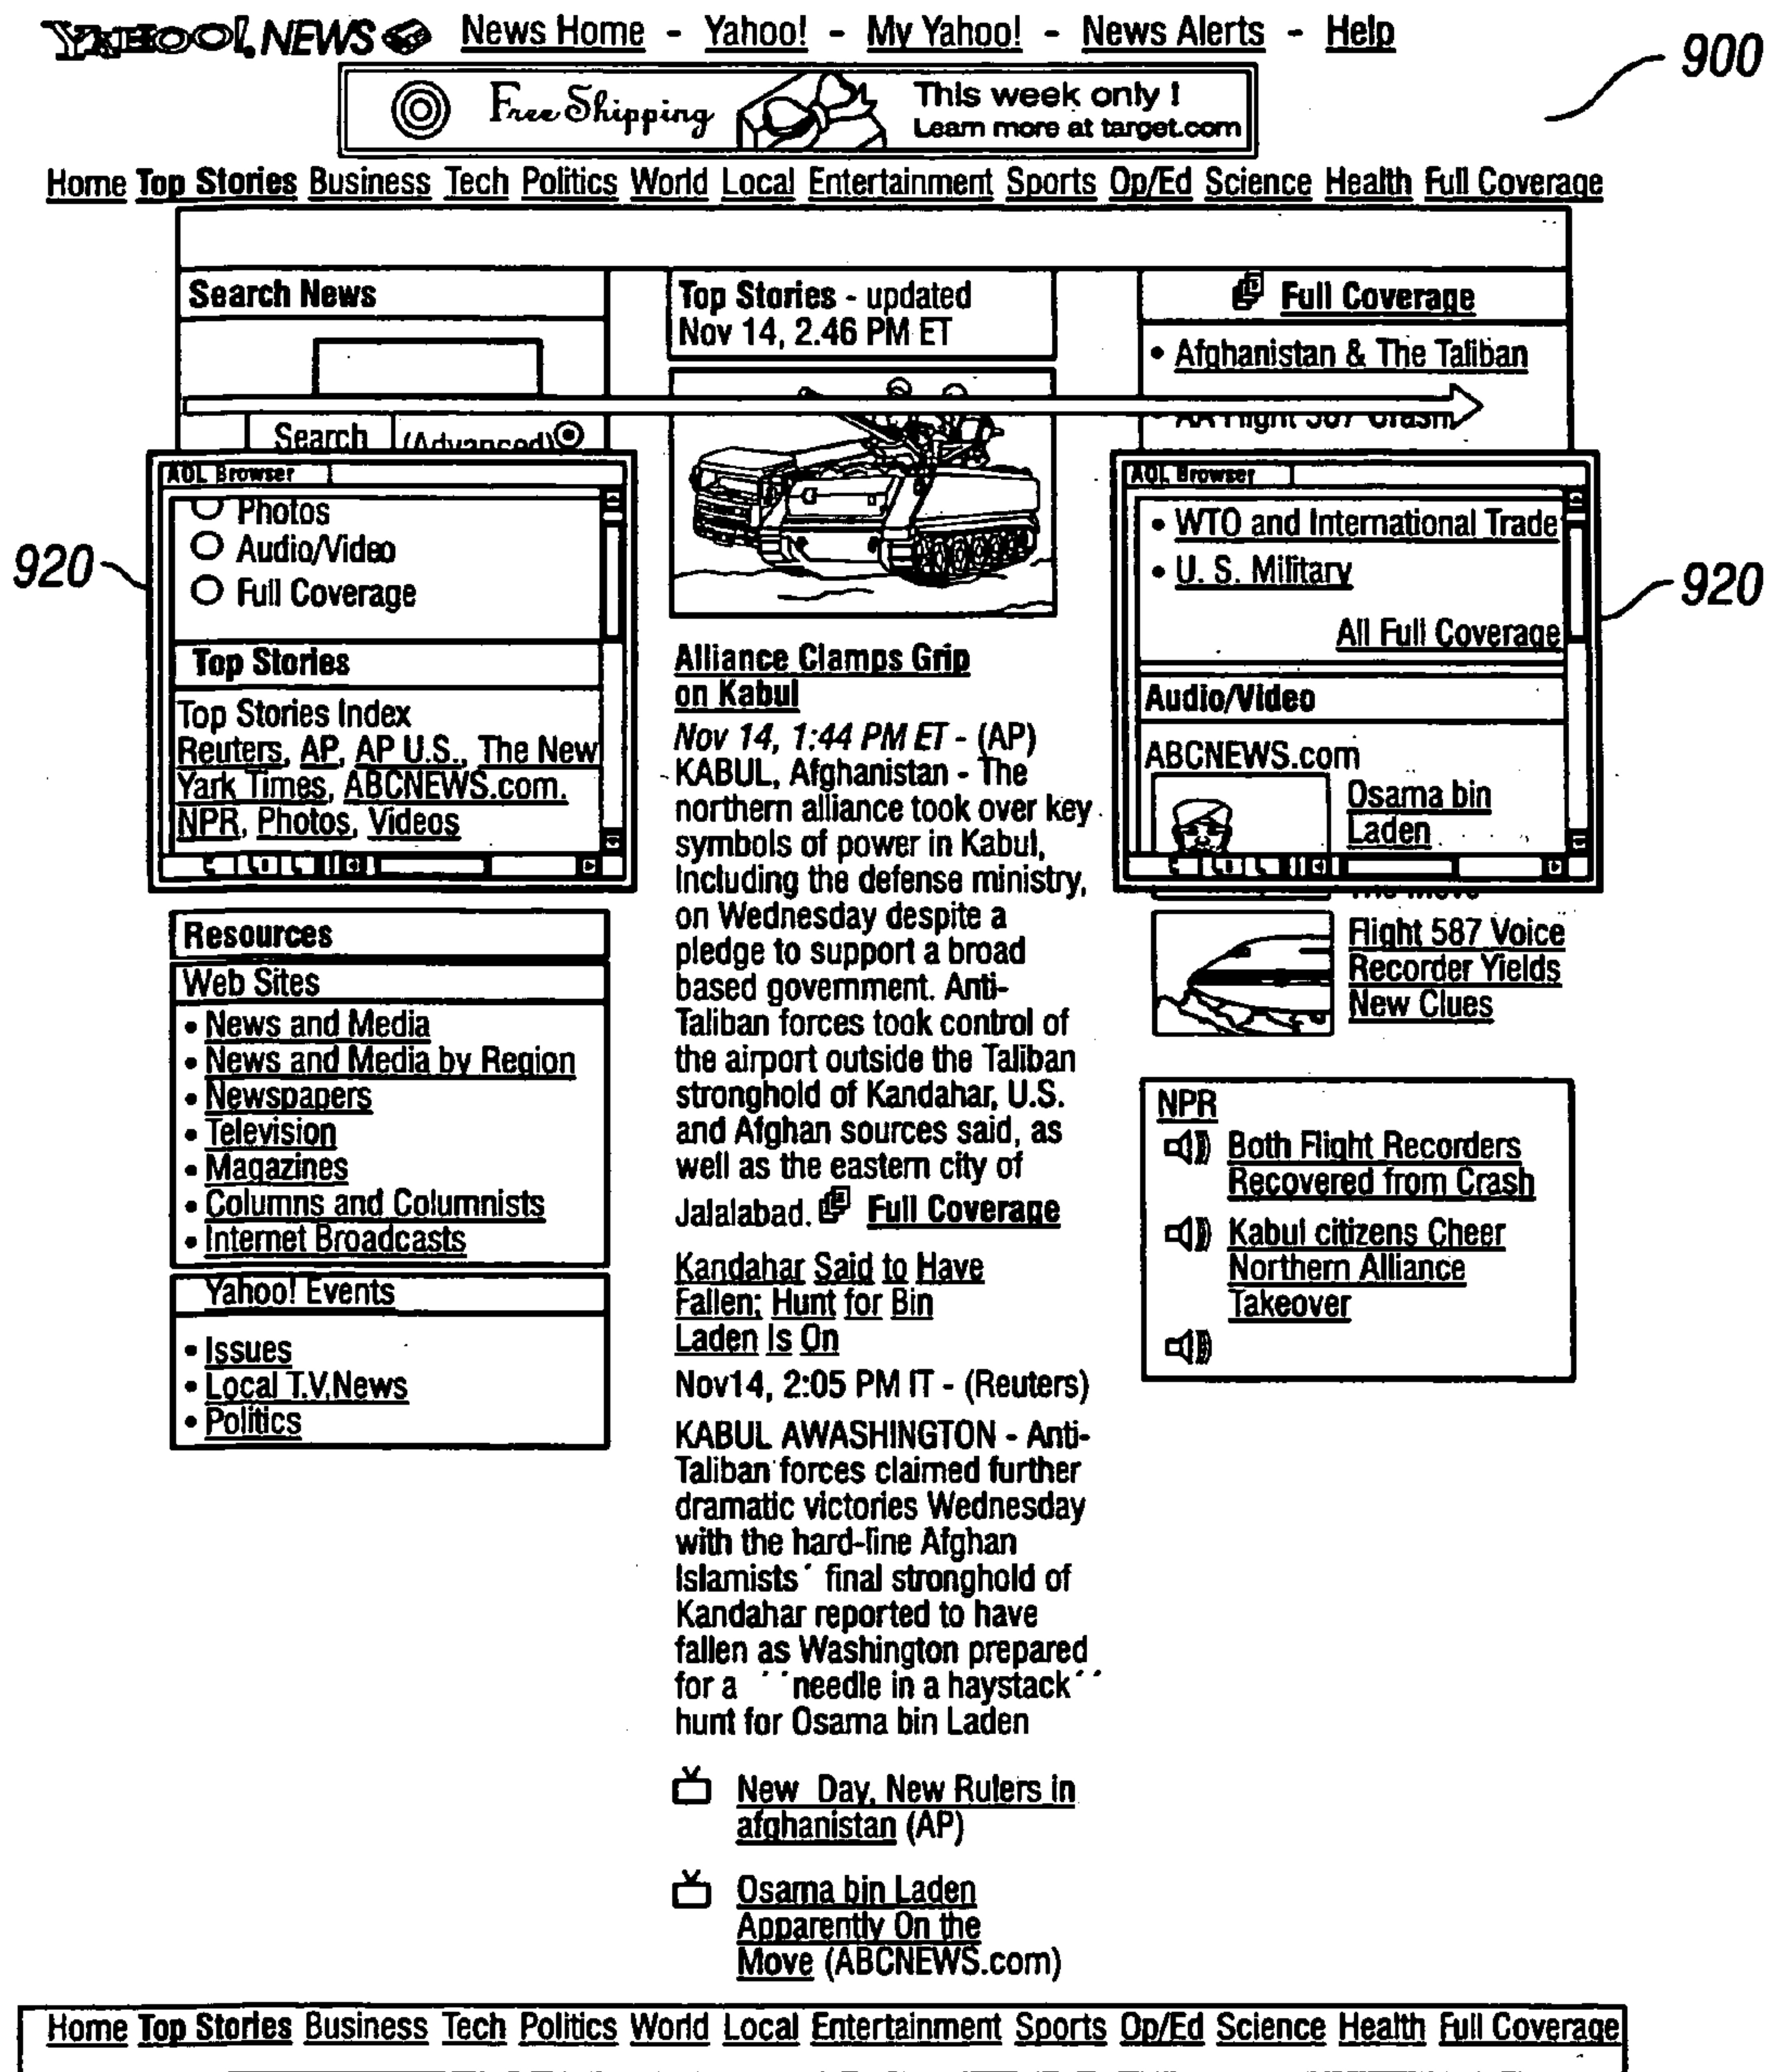 YAHOO! NEWS News Home - Yahoo! - My Yahoo! - News Alerts - Help
900
Free Shipping
This week only !
Learn more at target.com
Home Top Stories Business Tech Politics World Local Entertainment Sports Op/Ed Science Health Full Coverage
Search News
Search (Advanced)
AOL Browser
Photos
Audio/Video
Full Coverage
920
Top Stories
Top Stories Index
Reuters, AP, AP U.S., The New
Yark Times, ABCNEWS.com.
NPR, Photos, Videos
Resources
Web Sites
• News and Media
• News and Media by Region
• Newspapers
• Television
• Magazines
• Columns and Columnists
• Internet Broadcasts
Yahoo! Events
• Issues
• Local T.V.News
• Politics
Top Stories - updated
Nov 14, 2.46 PM ET
Alliance Clamps Grip
on Kabul
Nov 14, 1:44 PM ET - (AP)
KABUL, Afghanistan - The
northern alliance took over key
symbols of power in Kabul,
Including the defense ministry,
on Wednesday despite a
pledge to support a broad
based government. Anti-
Taliban forces took control of
the airport outside the Taliban
stronghold of Kandahar, U.S.
and Afghan sources said, as
well as the eastern city of
Jalalabad. Full Coverage
Kandahar Said to Have
Fallen; Hunt for Bin
Laden Is On
Nov14, 2:05 PM IT - (Reuters)
KABUL AWASHINGTON - Anti-
Taliban forces claimed further
dramatic victories Wednesday
with the hard-line Afghan
Islamists´ final stronghold of
Kandahar reported to have
fallen as Washington prepared
for a ´´needle in a haystack´´
hunt for Osama bin Laden
New Day, New Rulers in
afghanistan (AP)
Osama bin Laden
Apparently On the
Move (ABCNEWS.com)
Full Coverage
• Afghanistan & The Taliban
• AA Flight 587 Crash
AOL Browser
• WTO and International Trade
• U. S. Military
All Full Coverage
920
Audio/Video
ABCNEWS.com
Osama bin
Laden
The Move
Flight 587 Voice
Recorder Yields
New Clues
NPR
Both Flight Recorders
Recovered from Crash
Kabul citizens Cheer
Northern Alliance
Takeover
Home Top Stories Business Tech Politics World Local Entertainment Sports Op/Ed Science Health Full Coverage